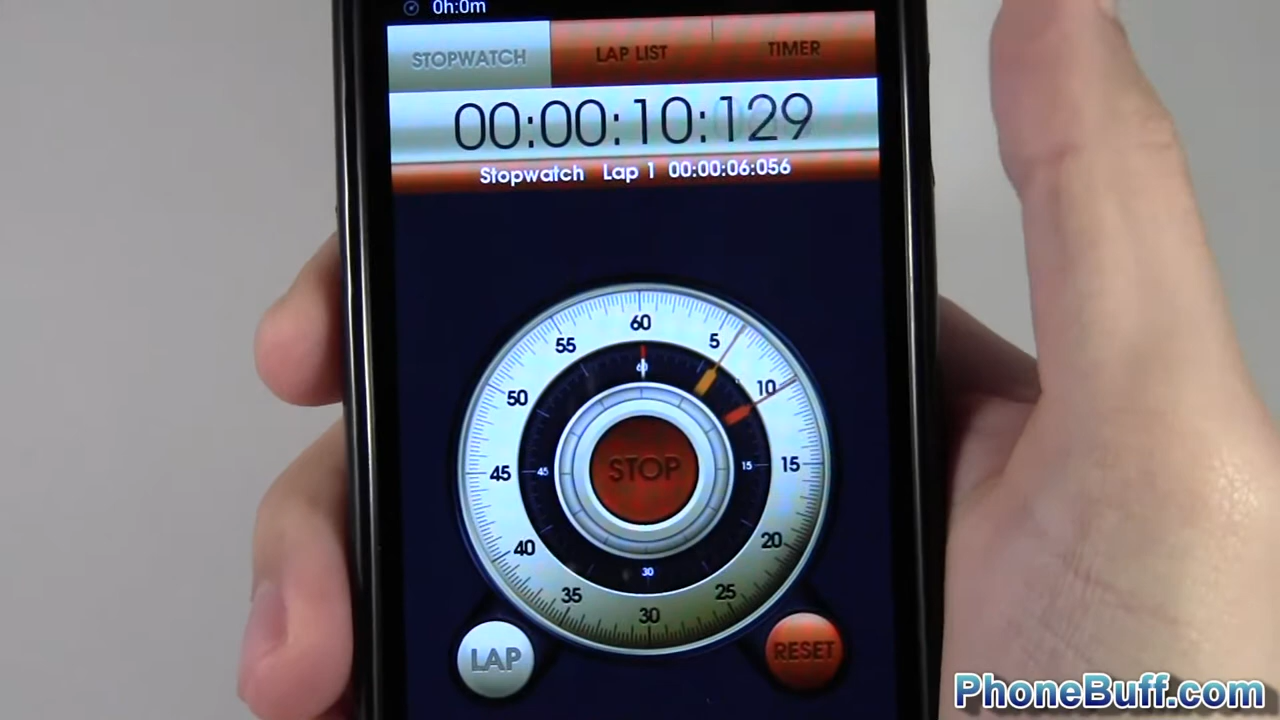 0h:0m
STOPWATCH
LAP LIST
TIMER
00:00:10:129
Stopwatch Lap 1 00:00:06:056
60
5
10
15
20
25
30
35
40
45
50
55
60
15
30
45
STOP
LAP
RESET
PhoneBuff.com